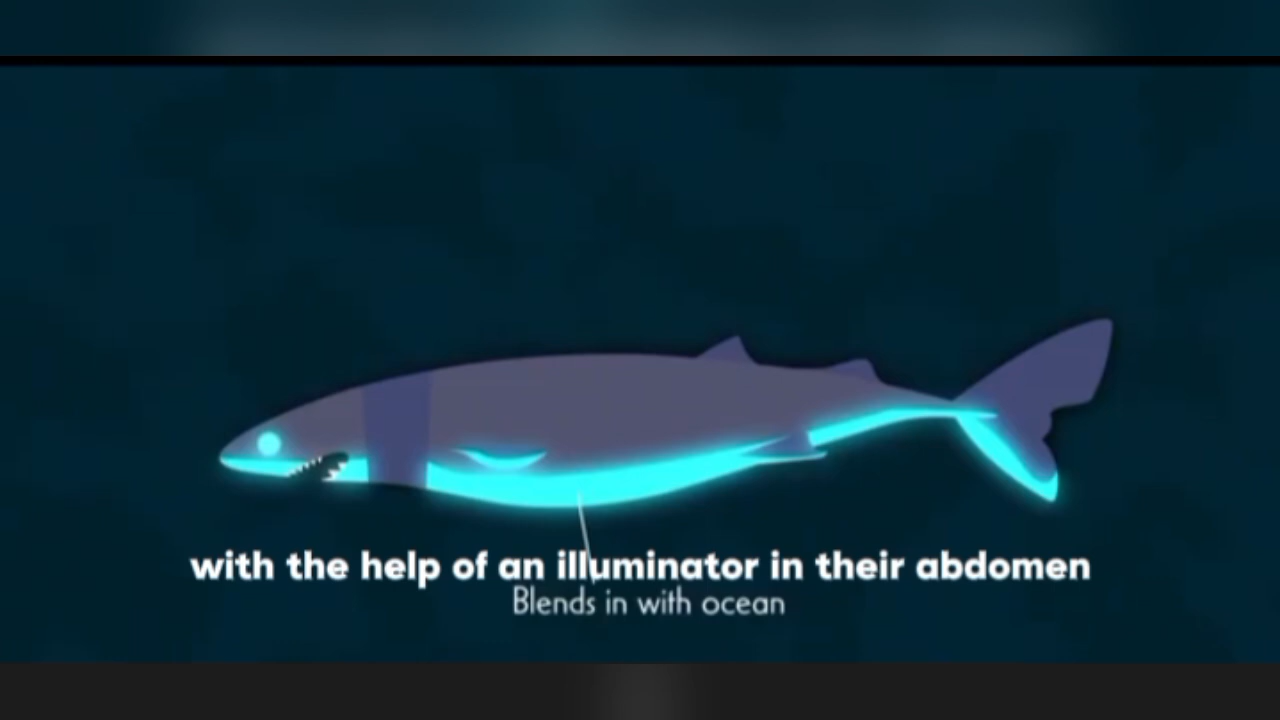 with the help of an illuminator in their abdomen
Blends in with ocean